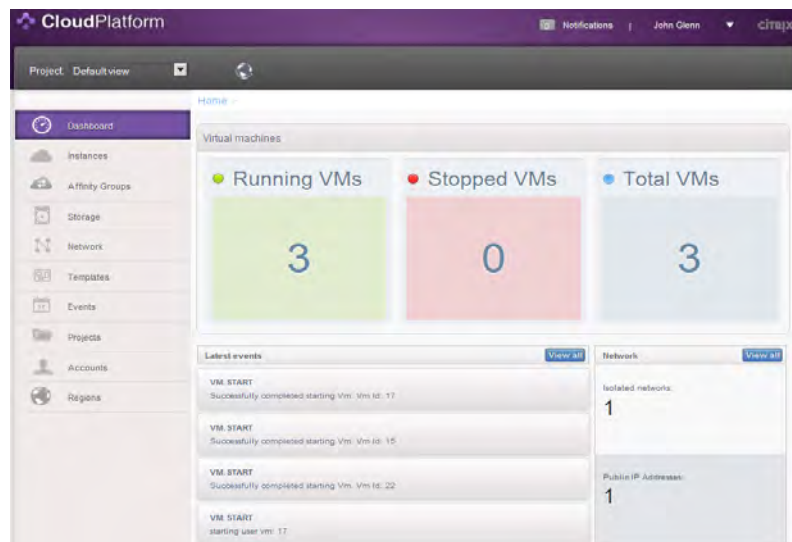 CloudPlatform
Notifications | John Glenn CITRIX
Project: Default view
Home
Dashboard
Instances
Affinity Groups
Storage
Network
Templates
Events
Projects
Accounts
Regions
Virtual machines
Running VMs
3
Stopped VMs
0
Total VMs
3
Latest events View all
VM. START
Successfully completed starting Vm. Vm Id: 17
VM. START
Successfully completed starting Vm. Vm Id: 15
VM. START
Successfully completed starting Vm. Vm Id: 22
VM. START
starting user vm: 17
Network View all
Isolated networks:
1
Public IP Addresses:
1